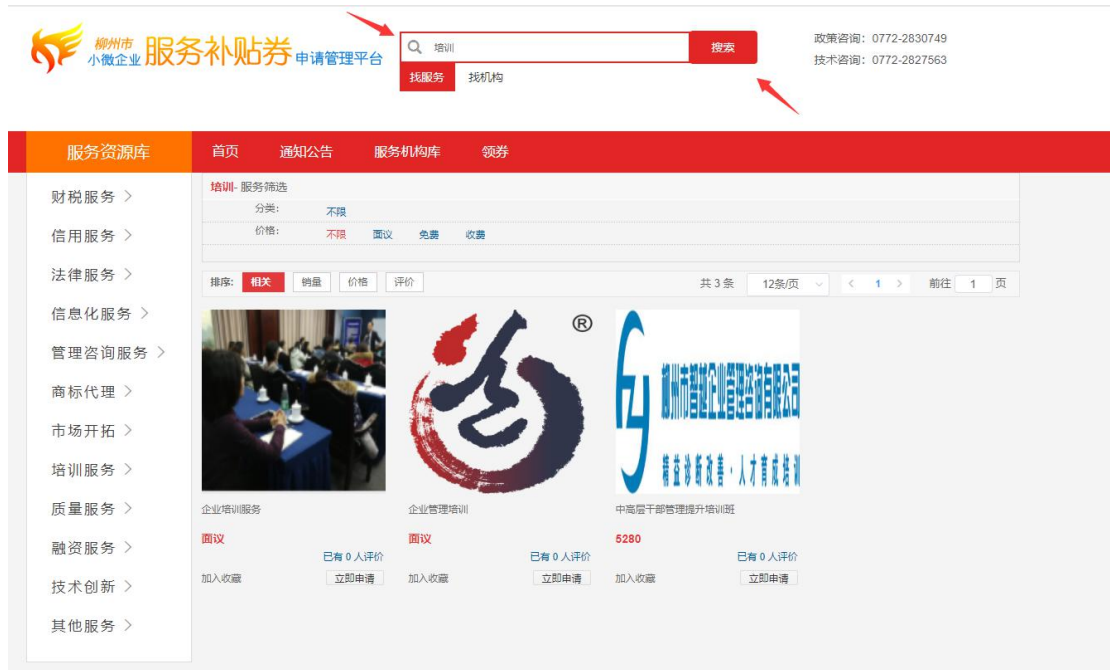 柳州市
小微企业
服务补贴券
申请管理平台
培训
搜索
找服务
找机构
政策咨询：0772-2830749
技术咨询：0772-2827563
服务资源库
首页
通知公告
服务机构库
领券
财税服务 >
信用服务 >
法律服务 >
信息化服务 >
管理咨询服务 >
商标代理 >
市场开拓 >
培训服务 >
质量服务 >
融资服务 >
技术创新 >
其他服务 >
培训- 服务筛选
分类: 不限
价格: 不限 面议 免费 收费
排序: 相关 销量 价格 评价
共 3 条 12条/页 < 1 > 前往 1 页
®
柳州市智越企业管理咨询有限公司
精益诊断改善·人才育成培训
企业培训服务
面议
已有 0 人评价
加入收藏 立即申请
企业管理培训
面议
已有 0 人评价
加入收藏 立即申请
中高层干部管理提升培训班
5280
已有 0 人评价
加入收藏 立即申请